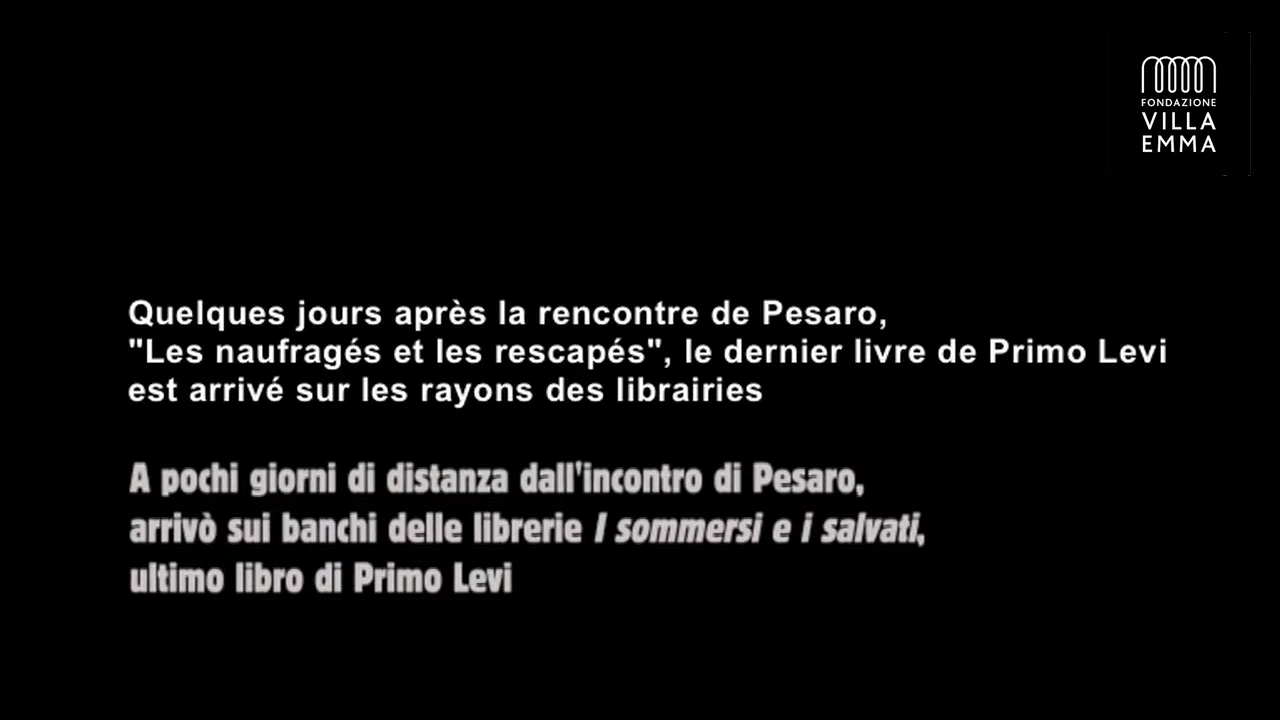 FONDAZIONE
VILLA
EMMA
Quelques jours après la rencontre de Pesaro,
"Les naufragés et les rescapés", le dernier livre de Primo Levi
est arrivé sur les rayons des librairies
A pochi giorni di distanza dall'incontro di Pesaro,
arrivò sui banchi delle librerie I sommersi e i salvati,
ultimo libro di Primo Levi